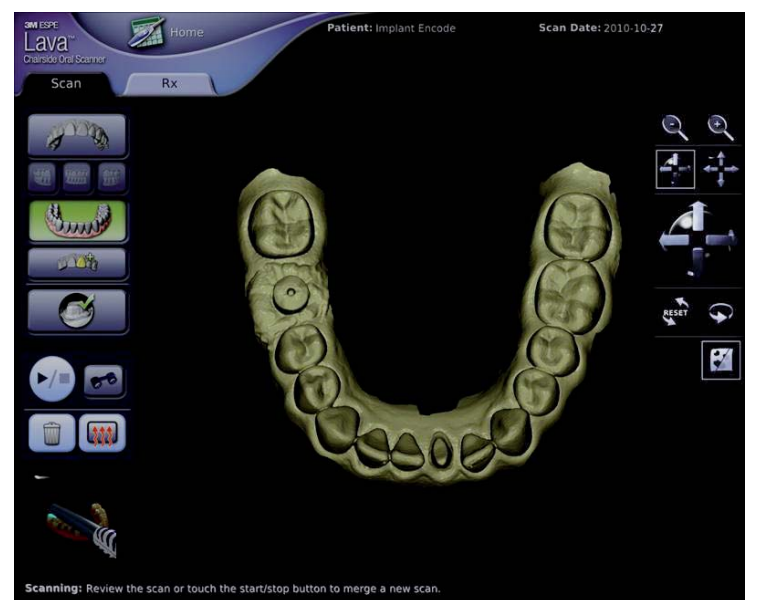 3M ESPE
Lava™
Chairside Oral Scanner
Home
Patient: Implant Encode
Scan Date: 2010-10-27
Scan
Rx
RESET
Scanning: Review the scan or touch the start/stop button to merge a new scan.